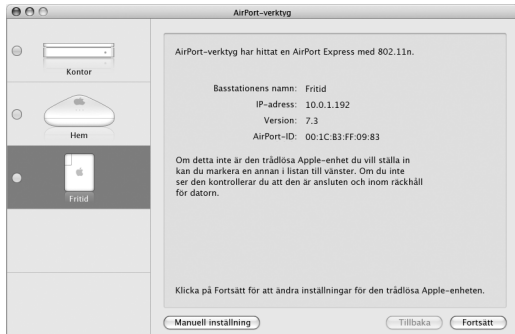 AirPort-verktyg
Kontor
Hem
Fritid
AirPort-verktyg har hittat en AirPort Express med 802.11n.
Basstationens namn: Fritid
IP-adress: 10.0.1.192
Version: 7.3
AirPort-ID: 00:1C:B3:FF:09:83
Om detta inte är den trådlösa Apple-enhet du vill ställa in
kan du markera en annan i listan till vänster. Om du inte
ser den kontrollerar du att den är ansluten och inom räckhåll
för datorn.
Klicka på Fortsätt för att ändra inställningar för den trådlösa Apple-enheten.
Manuell inställning
Tillbaka
Fortsätt